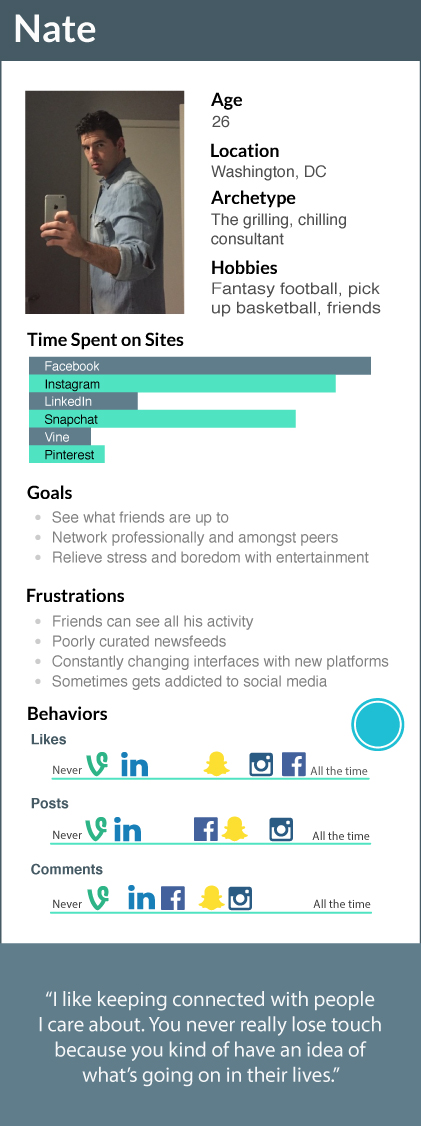 Nate
Age
26
Location
Washington, DC
Archetype
The grilling, chilling
consultant
Hobbies
Fantasy football, pick
up basketball, friends
Time Spent on Sites
Facebook
Instagram
LinkedIn
Snapchat
Vine
Pinterest
Goals
See what friends are up to
Network professionally and amongst peers
Relieve stress and boredom with entertainment
Frustrations
Friends can see all his activity
Poorly curated newsfeeds
Constantly changing interfaces with new platforms
Sometimes gets addicted to social media
Behaviors
Likes
Never in f All the time
Posts
Never in f All the time
Comments
Never in f All the time
“I like keeping connected with people
I care about. You never really lose touch
because you kind of have an idea of
what’s going on in their lives.”